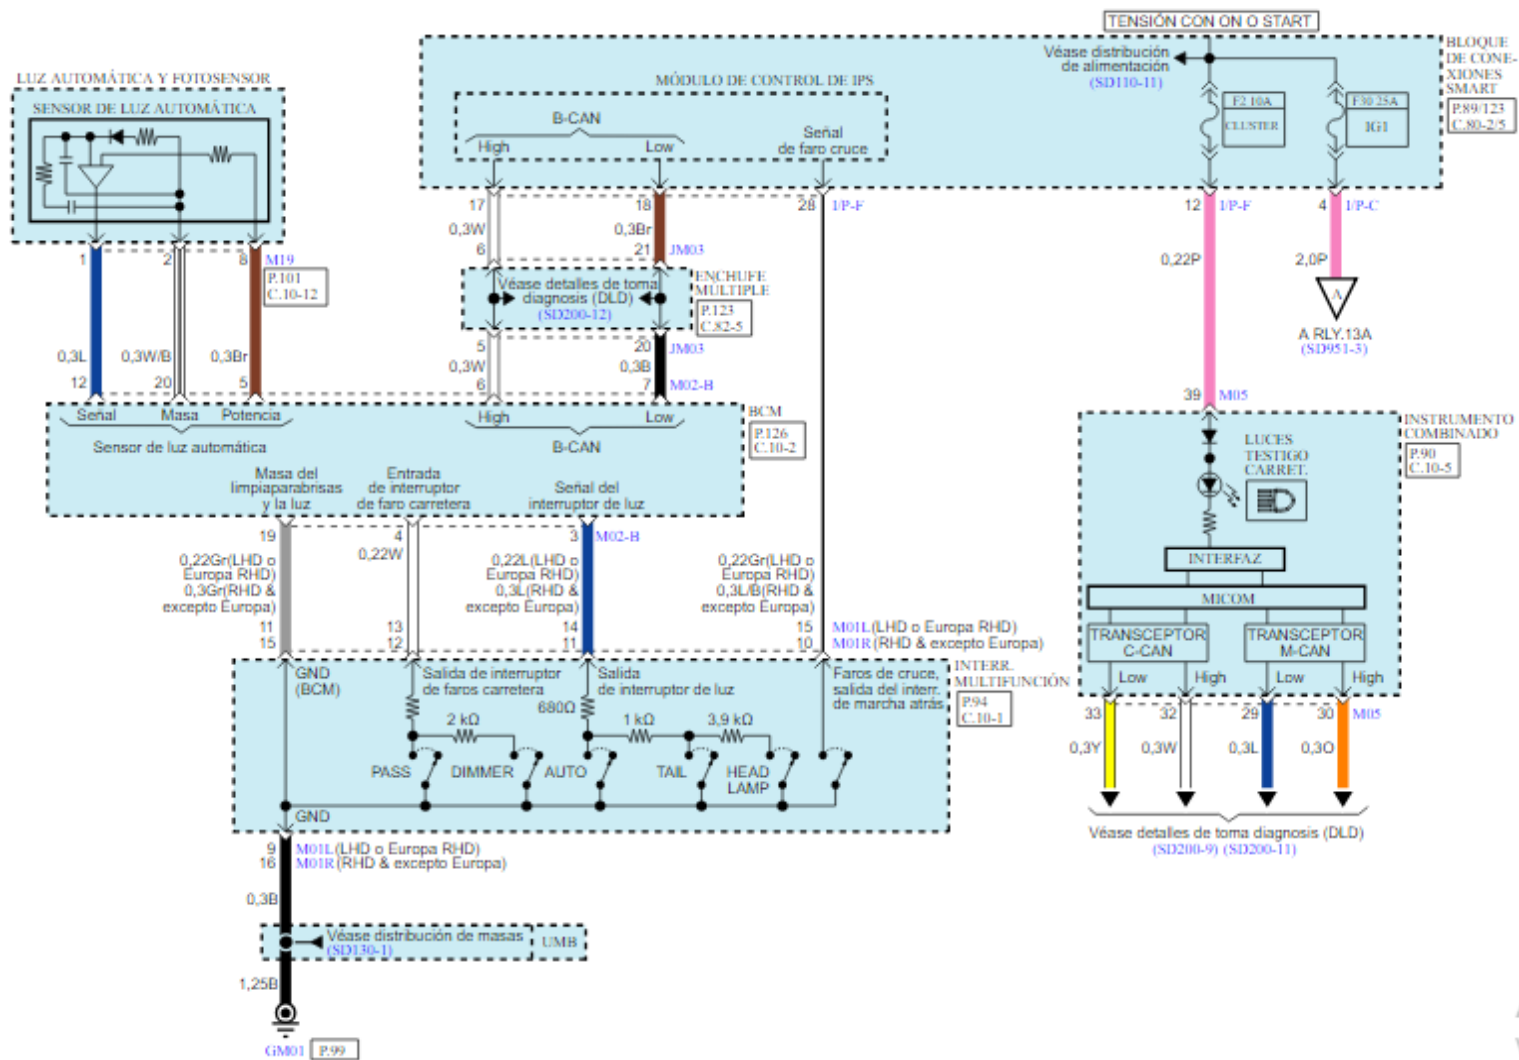 TENSIÓN CON ON O START
BLOQUE
DE CONE-
XIONES
SMART
P.89/123
C.80-2/5
Véase distribución
de alimentación
(SD110-11)
MÓDULO DE CONTROL DE IPS
B-CAN
High
Low
Señal
de faro cruce
F2 10A
CLUSTER
F30 25A
IG1
LUZ AUTOMÁTICA Y FOTOSENSOR
SENSOR DE LUZ AUTOMÁTICA
17
18
28
I/P-F
12
I/P-F
4
I/P-C
0,3W
0,3Br
6
21
JM03
0,22P
2,0P
1
2
8
M19
P.101
C.10-12
ENCHUFE
MÚLTIPLE
P.123
C.82-5
Véase detalles de toma
diagnosis (DLD)
(SD200-12)
A
A RLY.13A
(SD951-3)
5
20
JM03
0,3L
0,3W/B
0,3Br
0,3W
0,3B
12
20
5
6
7
M02-B
39
M05
Señal
Masa
Potencia
High
Low
BCM
P.126
C.10-2
Sensor de luz automática
B-CAN
Masa del
limpiaparabrisas
y la luz
Entrada
de interruptor
de faro carretera
Señal del
interruptor de luz
INSTRUMENTO
COMBINADO
P.90
C.10-5
LUCES
TESTIGO
CARRET.
INTERFAZ
MICOM
TRANSCEPTOR
C-CAN
TRANSCEPTOR
M-CAN
Low
High
Low
High
19
4
3
M02-B
0,22W
0,22Gr(LHD o
Europa RHD)
0,3Gr(RHD &
excepto Europa)
0,22L(LHD o
Europa RHD)
0,3L(RHD &
excepto Europa)
0,22Gr(LHD o
Europa RHD)
0,3L/B(RHD &
excepto Europa)
11
13
14
15
M01L(LHD o Europa RHD)
15
12
11
10
M01R(RHD & excepto Europa)
GND
(BCM)
Salida de interruptor
de faros carretera
Salida
de interruptor de luz
Faros de cruce,
salida del interr.
de marcha atrás
INTERR.
MULTIFUNCIÓN
P.94
C.10-1
680Ω
2 kΩ
1 kΩ
3,9 kΩ
PASS
DIMMER
AUTO
TAIL
HEAD
LAMP
GND
33
32
29
30
M05
0,3Y
0,3W
0,3L
0,3O
Véase detalles de toma diagnosis (DLD)
(SD200-9) (SD200-11)
9
M01L(LHD o Europa RHD)
16
M01R(RHD & excepto Europa)
0,3B
Véase distribución de masas
(SD130-1)
UMB
1,25B
GM01
P.99